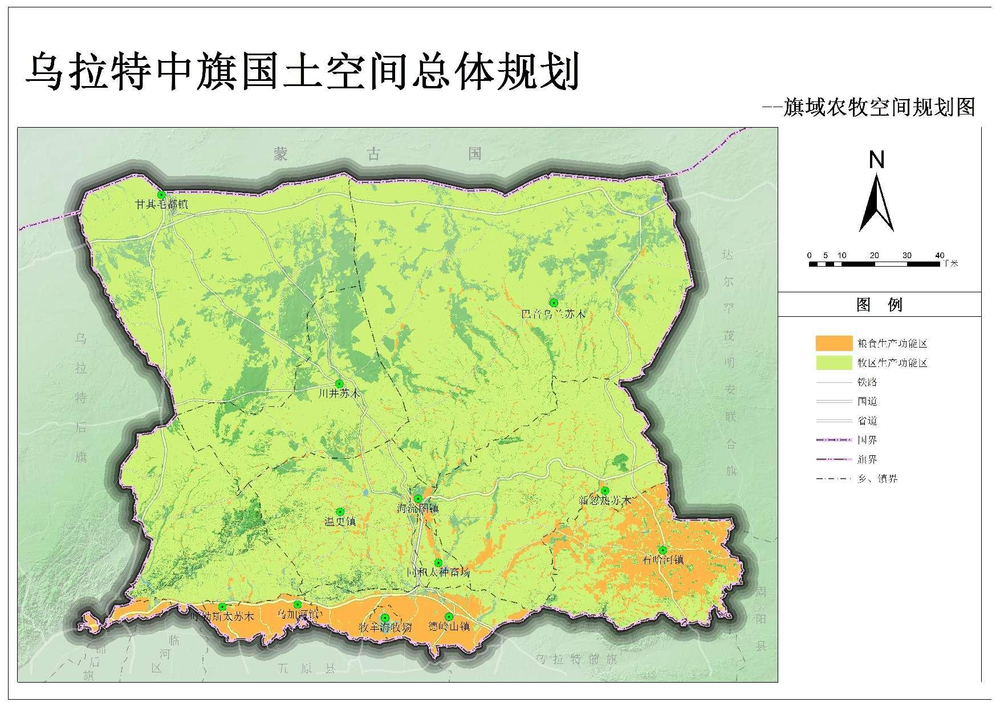 乌拉特中旗国土空间总体规划
--旗域农牧空间规划图
蒙古国
N
0 5 10 20 30 40
千米
图 例
粮食生产功能区
牧区生产功能区
铁路
国道
省道
国界
旗界
乡、镇界
甘其毛都镇
巴音乌兰苏木
川井苏木
海流图镇
新忽热苏木
温更镇
石哈河镇
同和太种畜场
呼勒斯太苏木
乌加河镇
牧羊海牧场
德岭山镇
乌拉特后旗
达尔罕茂明安联合旗
固阳县
乌拉特前旗
五原县
临河区
后旗